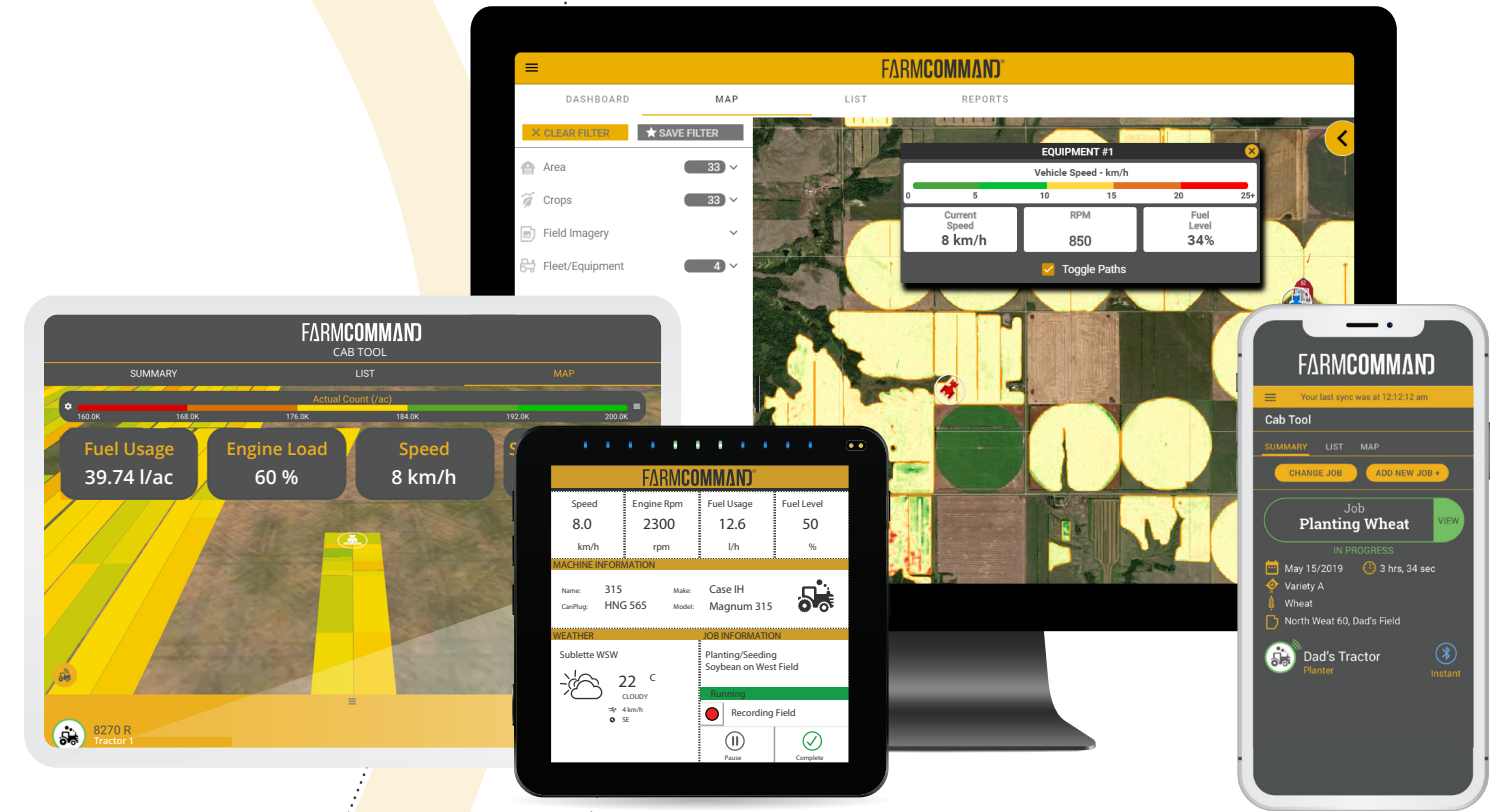 FARMCOMMAND®
DASHBOARD MAP LIST REPORTS
CLEAR FILTER SAVE FILTER
Area 33
Crops 33
Field Imagery
Fleet/Equipment 4
EQUIPMENT #1
Vehicle Speed - km/h
0 5 10 15 20 25+
Current
Speed
8 km/h
RPM
850
Fuel
Level
34%
Toggle Paths
FARMCOMMAND
CAB TOOL
SUMMARY LIST MAP
Actual Count (/ac)
160.0K 168.0K 176.0K 184.0K 192.0K 200.0K
Fuel Usage
39.74 l/ac
Engine Load
60 %
Speed
8 km/h
S
8270 R
Tractor 1
FARMCOMMAND®
Speed Engine Rpm Fuel Usage Fuel Level
8.0 2300 12.6 50
km/h rpm l/h %
MACHINE INFORMATION
Name: 315 Make: Case IH
CanPlug: HNG 565 Model: Magnum 315
WEATHER
Sublette WSW
22 C
CLOUDY
4 km/h
SE
JOB INFORMATION
Planting/Seeding
Soybean on West Field
Running
Recording Field
Pause Complete
FARMCOMMAND
Your last sync was at 12:12:12 am
Cab Tool
SUMMARY LIST MAP
CHANGE JOB ADD NEW JOB +
Job
Planting Wheat
VIEW
IN PROGRESS
May 15/2019 3 hrs, 34 sec
Variety A
Wheat
North Weat 60, Dad's Field
Dad's Tractor
Planter
Instant